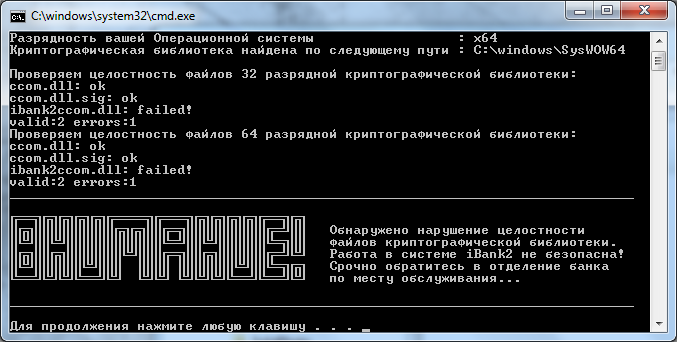 C:\windows\system32\cmd.exe
Разрядность вашей Операционной системы : x64
Криптографическая библиотека найдена по следующему пути : C:\windows\SysWOW64
Проверяем целостность файлов 32 разрядной криптографической библиотеки:
ccom.dll: ok
ccom.dll.sig: ok
ibank2ccom.dll: failed!
valid:2 errors:1
Проверяем целостность файлов 64 разрядной криптографической библиотеки:
ccom.dll: ok
ccom.dll.sig: ok
ibank2ccom.dll: failed!
valid:2 errors:1
ВНИМАНИЕ!
Обнаружено нарушение целостности
файлов криптографической библиотеки.
Работа в системе iBank2 не безопасна!
Срочно обратитесь в отделение банка
по месту обслуживания...
Для продолжения нажмите любую клавишу . . .